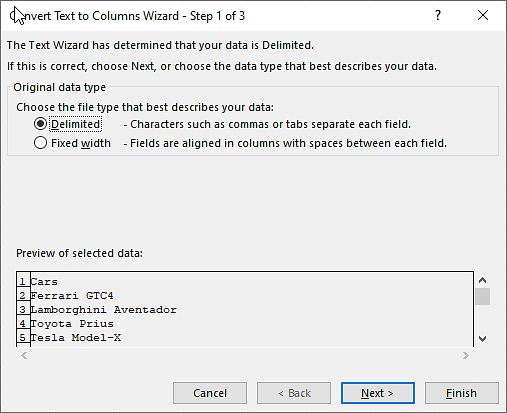 Convert Text to Columns Wizard - Step 1 of 3 ? ×
The Text Wizard has determined that your data is Delimited.
If this is correct, choose Next, or choose the data type that best describes your data.
Original data type
Choose the file type that best describes your data:
Delimited - Characters such as commas or tabs separate each field.
Fixed width - Fields are aligned in columns with spaces between each field.
Preview of selected data:
1 Cars
2 Ferrari GTC4
3 Lamborghini Aventador
4 Toyota Prius
5 Tesla Model-X
Cancel < Back Next > Finish